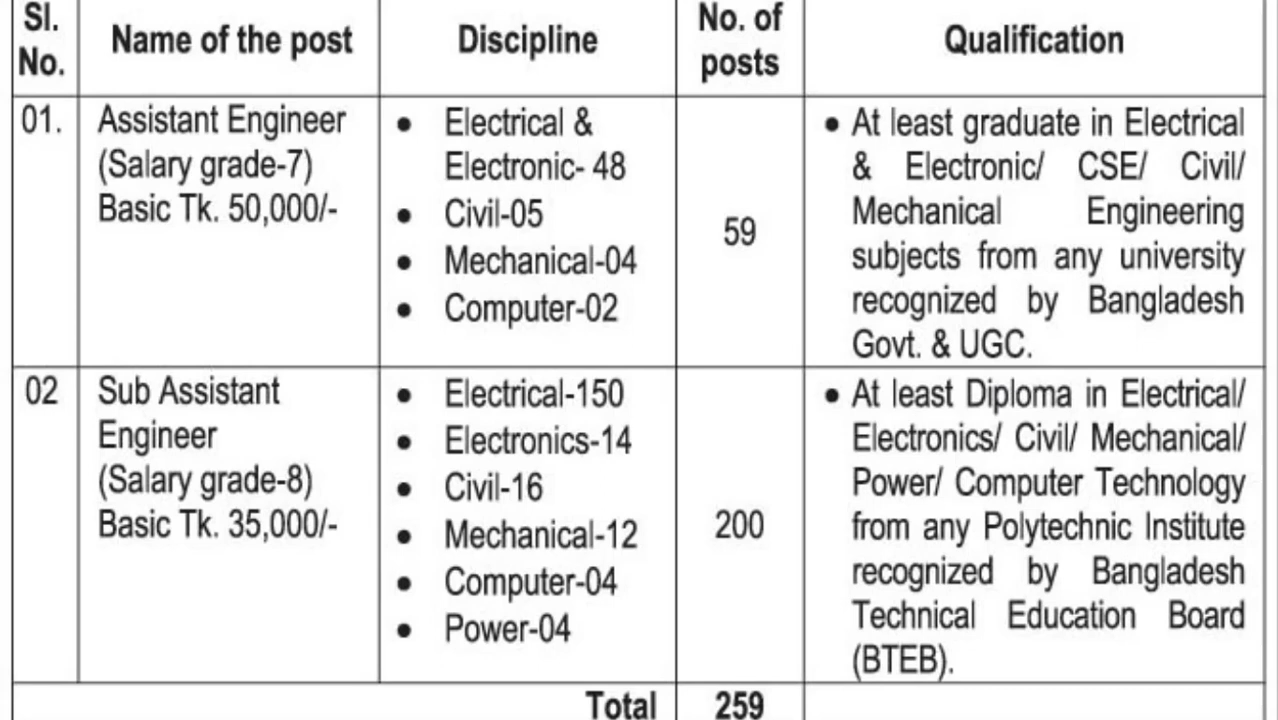 Sl. No.
Name of the post
Discipline
No. of posts
Qualification
01.
Assistant Engineer
(Salary grade-7)
Basic Tk. 50,000/-
• Electrical &
Electronic- 48
• Civil-05
• Mechanical-04
• Computer-02
59
• At least graduate in Electrical
& Electronic/ CSE/ Civil/
Mechanical Engineering
subjects from any university
recognized by Bangladesh
Govt. & UGC.
02
Sub Assistant
Engineer
(Salary grade-8)
Basic Tk. 35,000/-
• Electrical-150
• Electronics-14
• Civil-16
• Mechanical-12
• Computer-04
• Power-04
200
• At least Diploma in Electrical/
Electronics/ Civil/ Mechanical/
Power/ Computer Technology
from any Polytechnic Institute
recognized by Bangladesh
Technical Education Board
(BTEB).
Total 259